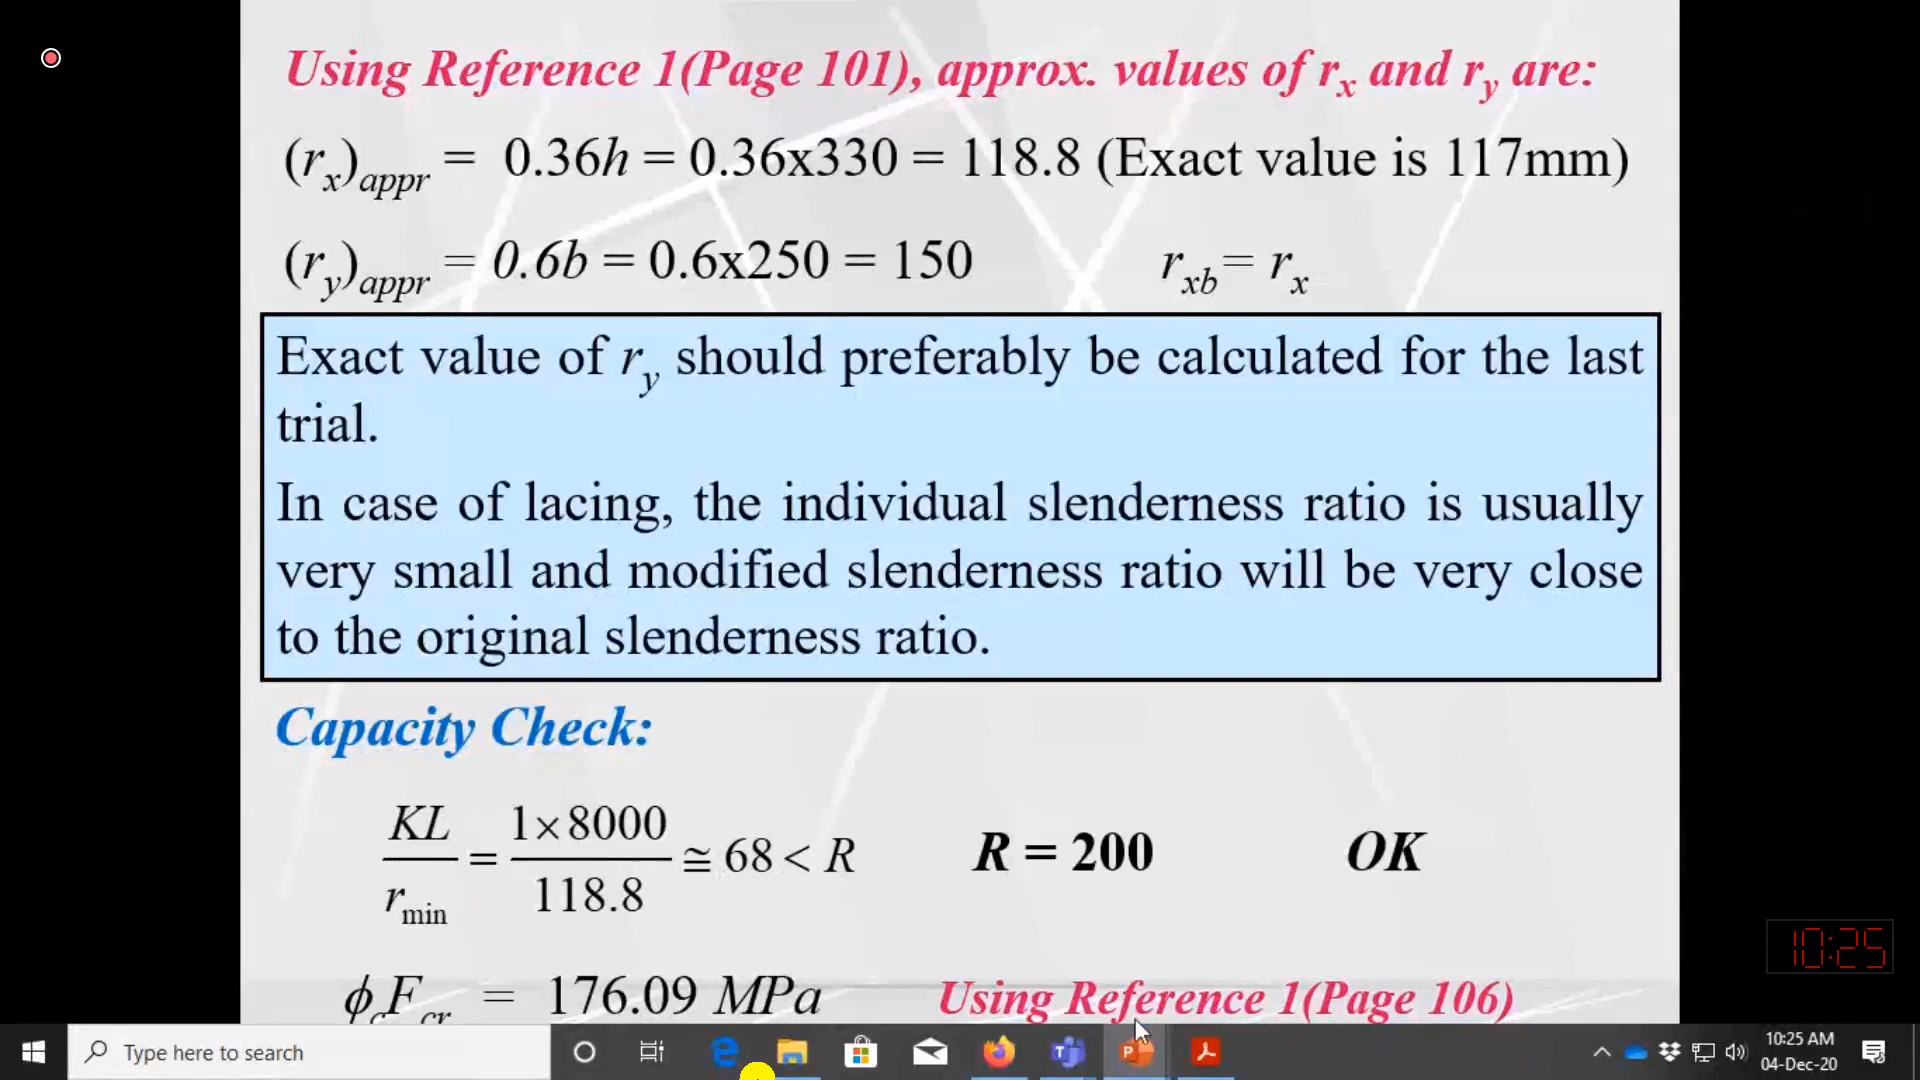 Using Reference 1(Page 101), approx. values of rx and ry are:
(rx)appr = 0.36h = 0.36x330 = 118.8 (Exact value is 117mm)
(ry)appr = 0.6b = 0.6x250 = 150 rxb = rx
Exact value of ry should preferably be calculated for the last
trial.
In case of lacing, the individual slenderness ratio is usually
very small and modified slenderness ratio will be very close
to the original slenderness ratio.
Capacity Check:
KL/rmin = 1×8000/118.8 ≅ 68 < R R = 200 OK
ϕcFcr = 176.09 MPa Using Reference 1(Page 106)
10:25
Type here to search
10:25 AM
04-Dec-20